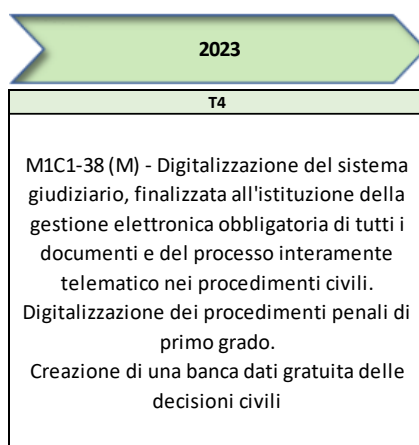 2023
T4
M1C1-38 (M) - Digitalizzazione del sistema
giudiziario, finalizzata all'istituzione della
gestione elettronica obbligatoria di tutti i
documenti e del processo interamente
telematico nei procedimenti civili.
Digitalizzazione dei procedimenti penali di
primo grado.
Creazione di una banca dati gratuita delle
decisioni civili